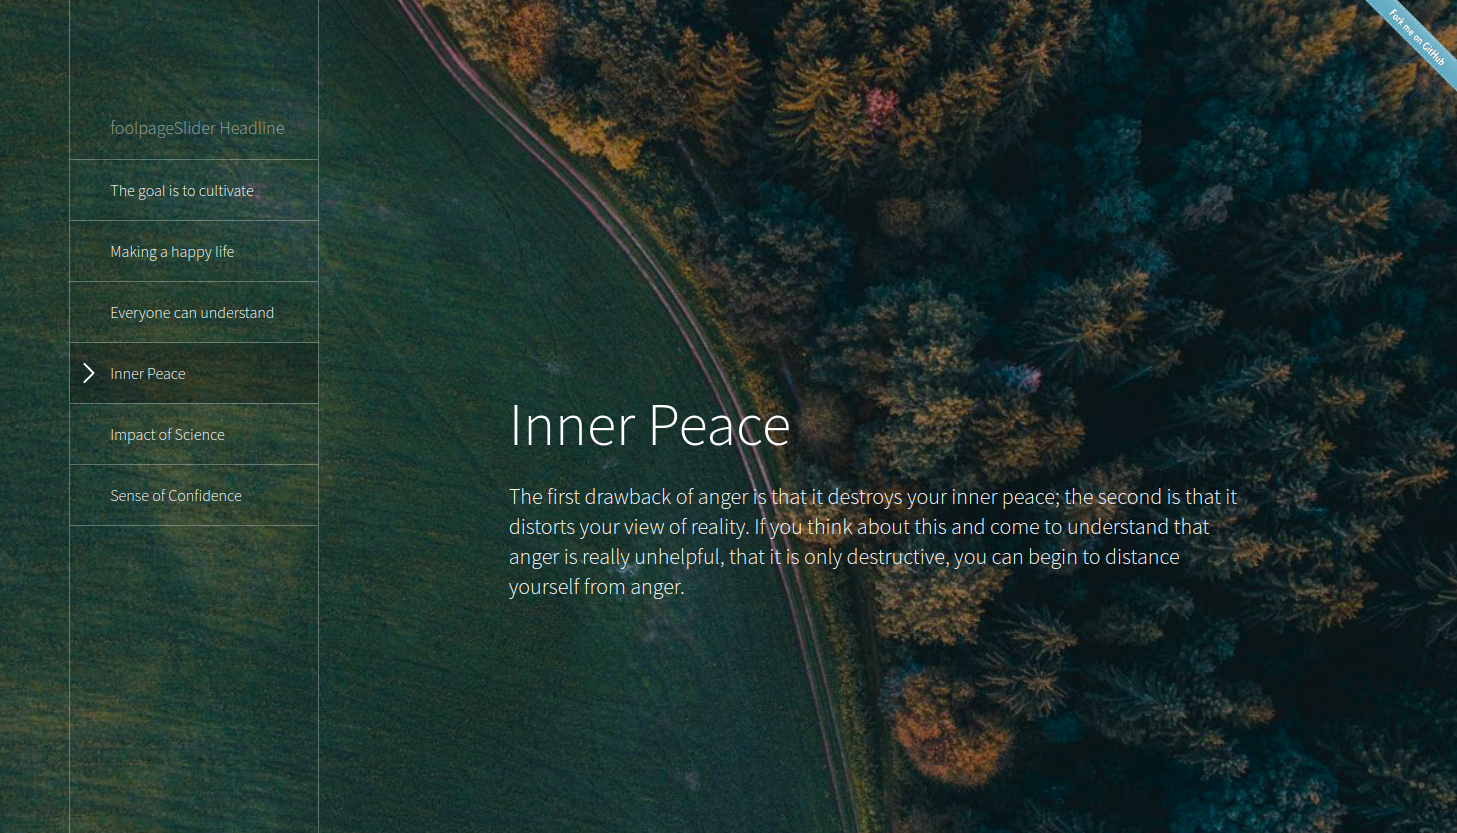 Fork me on GitHub
foolpageSlider Headline
The goal is to cultivate
Making a happy life
Everyone can understand
Inner Peace
Impact of Science
Sense of Confidence
Inner Peace
The first drawback of anger is that it destroys your inner peace; the second is that it
distorts your view of reality. If you think about this and come to understand that
anger is really unhelpful, that it is only destructive, you can begin to distance
yourself from anger.